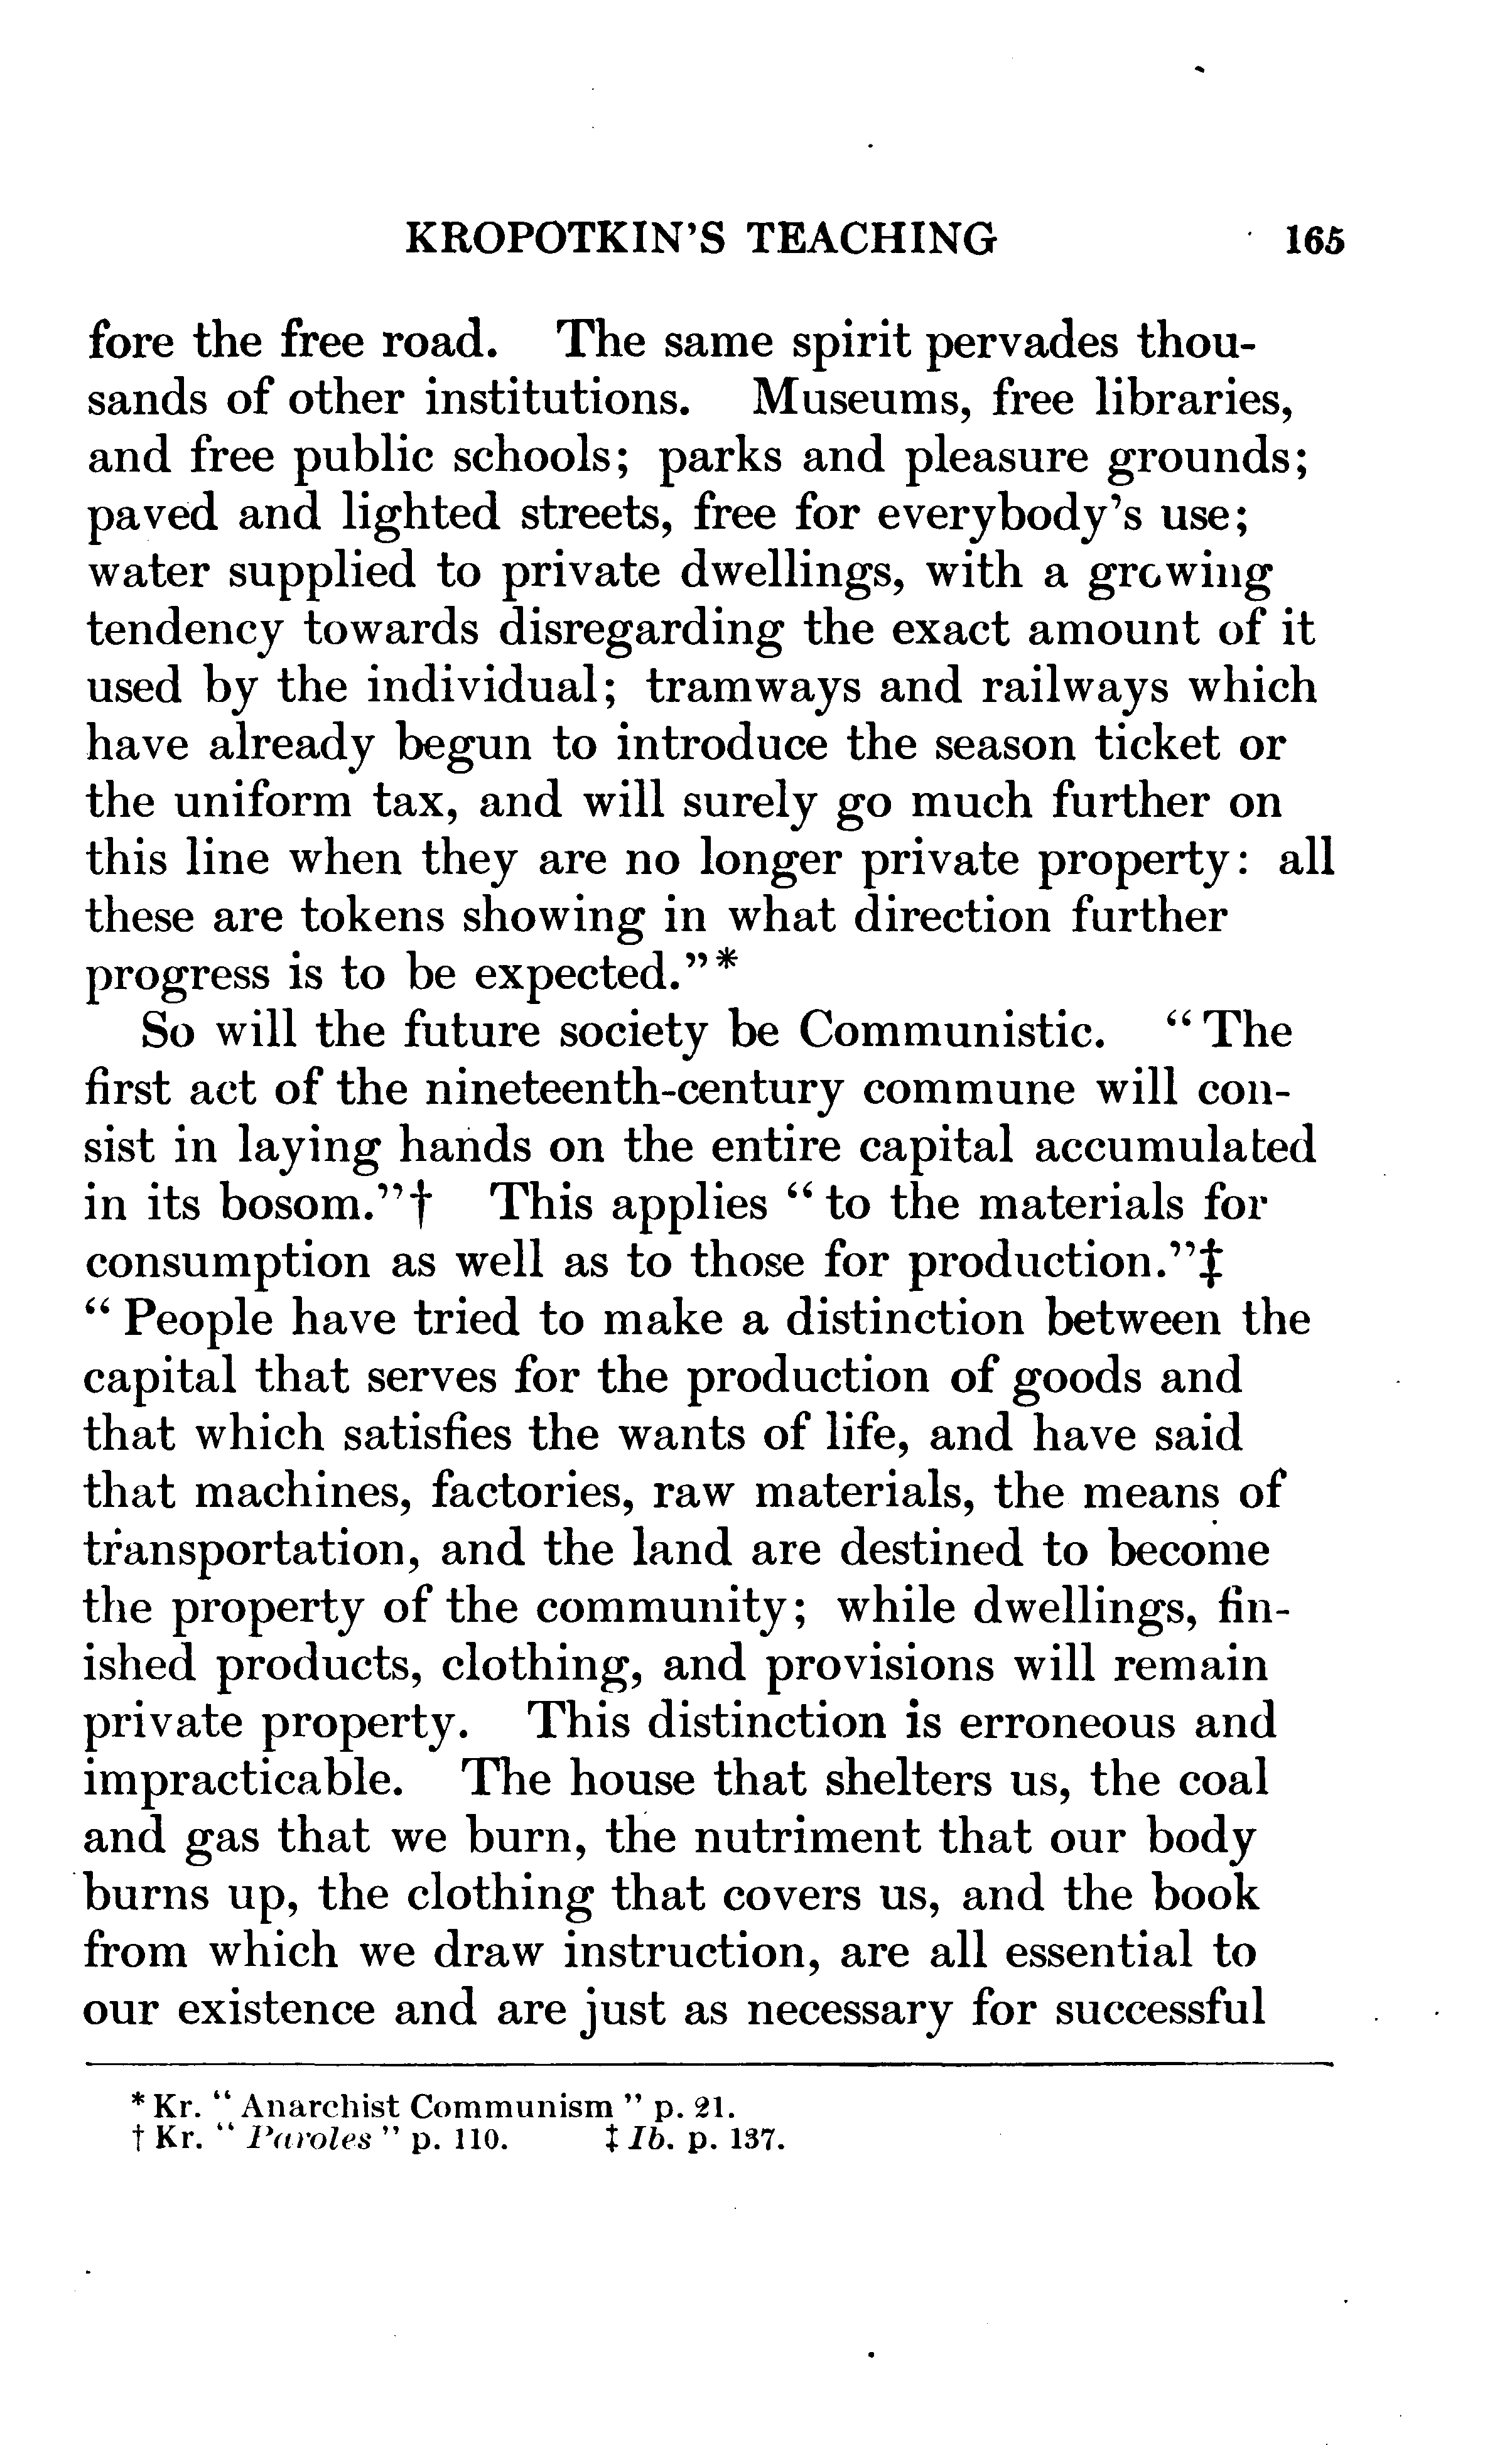 KROPOTKIN'S TEACHING 165
fore the free road. The same spirit pervades thou-
sands of other institutions. Museums, free libraries,
and free public schools; parks and pleasure grounds;
paved and lighted streets, free for everybody's use;
water supplied to private dwellings, with a growing
tendency towards disregarding the exact amount of it
used by the individual; tramways and railways which
have already begun to introduce the season ticket or
the uniform tax, and will surely go much further on
this line when they are no longer private property: all
these are tokens showing in what direction further
progress is to be expected."*
So will the future society be Communistic. "The
first act of the nineteenth-century commune will con-
sist in laying hands on the entire capital accumulated
in its bosom."† This applies "to the materials for
consumption as well as to those for production."‡
"People have tried to make a distinction between the
capital that serves for the production of goods and
that which satisfies the wants of life, and have said
that machines, factories, raw materials, the means of
transportation, and the land are destined to become
the property of the community; while dwellings, fin-
ished products, clothing, and provisions will remain
private property. This distinction is erroneous and
impracticable. The house that shelters us, the coal
and gas that we burn, the nutriment that our body
burns up, the clothing that covers us, and the book
from which we draw instruction, are all essential to
our existence and are just as necessary for successful
* Kr. "Anarchist Communism" p. 21.
† Kr. "Paroles" p. 110. ‡ Ib. p. 137.